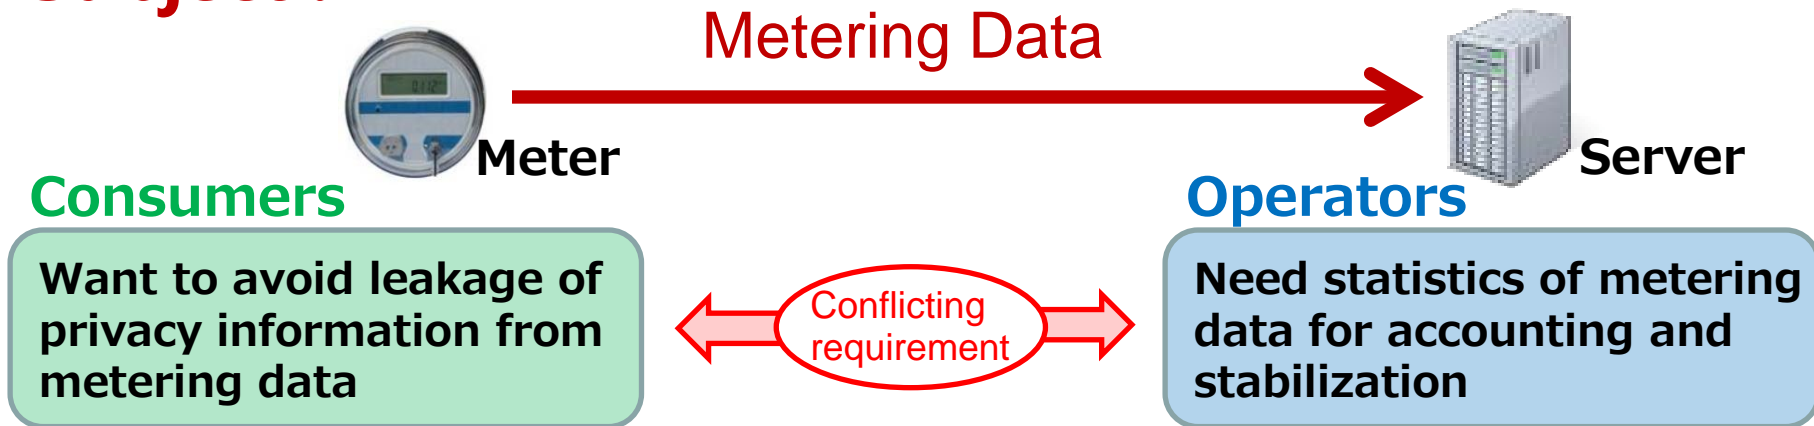 Metering Data
Meter
Server
Consumers
Operators
Want to avoid leakage of
privacy information from
metering data
Conflicting
requirement
Need statistics of metering
data for accounting and
stabilization